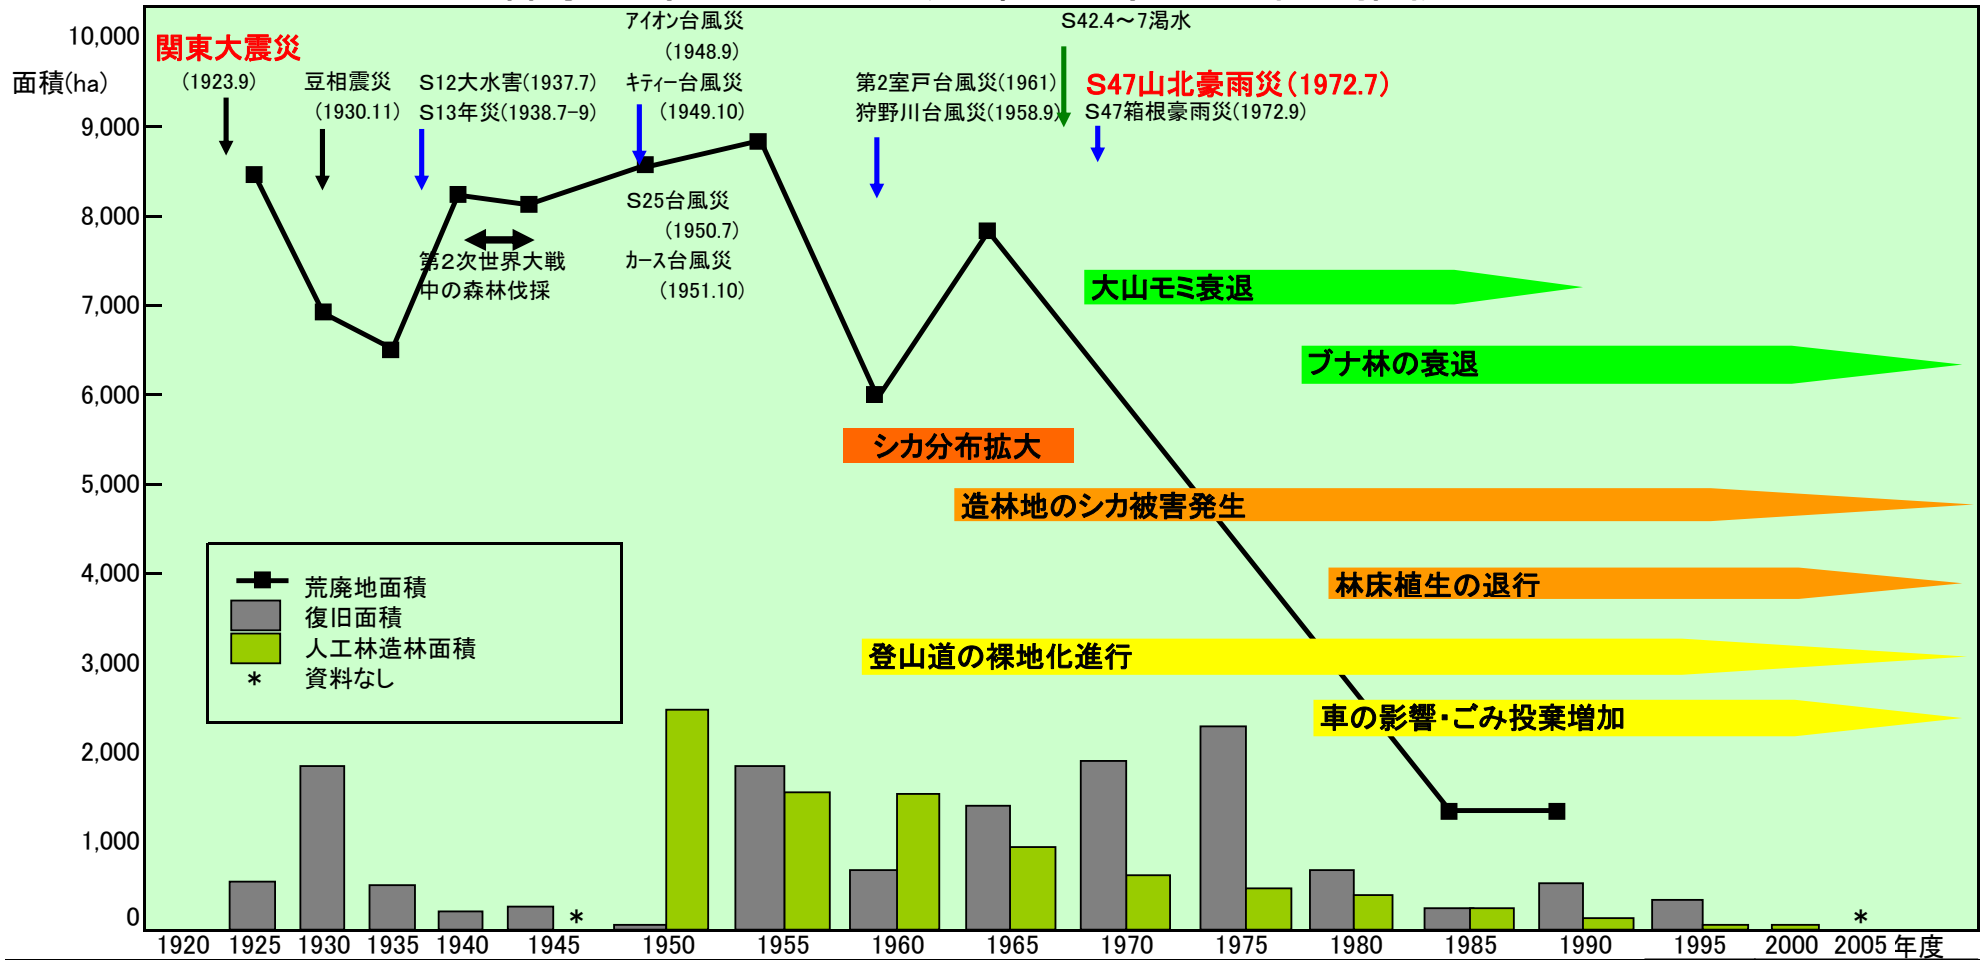 アイオン台風災
S42.4～7渇水
10,000
関東大震災
(1948.9)
面積(ha)
(1923.9)
豆相震災
S12大水害(1937.7)
キティー台風災
第2室戸台風災(1961)
S47山北豪雨災(1972.7)
(1930.11)
S13年災(1938.7-9)
(1949.10)
狩野川台風災(1958.9)
S47箱根豪雨災(1972.9)
9,000
S25台風災
8,000
(1950.7)
第2次世界大戦
カース台風災
中の森林伐採
(1951.10)
大山モミ衰退
7,000
ブナ林の衰退
6,000
シカ分布拡大
5,000
造林地のシカ被害発生
4,000
荒廃地面積
林床植生の退行
復旧面積
人工林造林面積
3,000
登山道の裸地化進行
* 資料なし
車の影響・ごみ投棄増加
2,000
1,000
0
*
*
1920 1925 1930 1935 1940 1945 1950 1955 1960 1965 1970 1975 1980 1985 1990 1995 2000 2005 年度